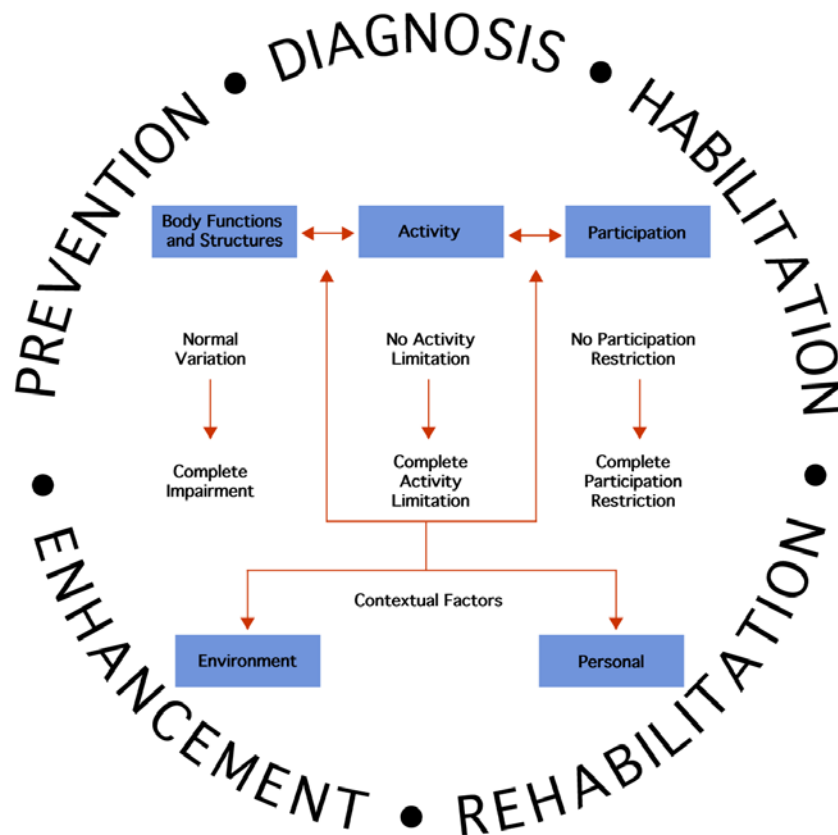 PREVENTION • DIAGNOSIS • HABILITATION • REHABILITATION • ENHANCEMENT •
Body Functions
and Structures
Activity
Participation
Normal
Variation
No Activity
Limitation
No Participation
Restriction
Complete
Impairment
Complete
Activity
Limitation
Complete
Participation
Restriction
Contextual Factors
Environment
Personal